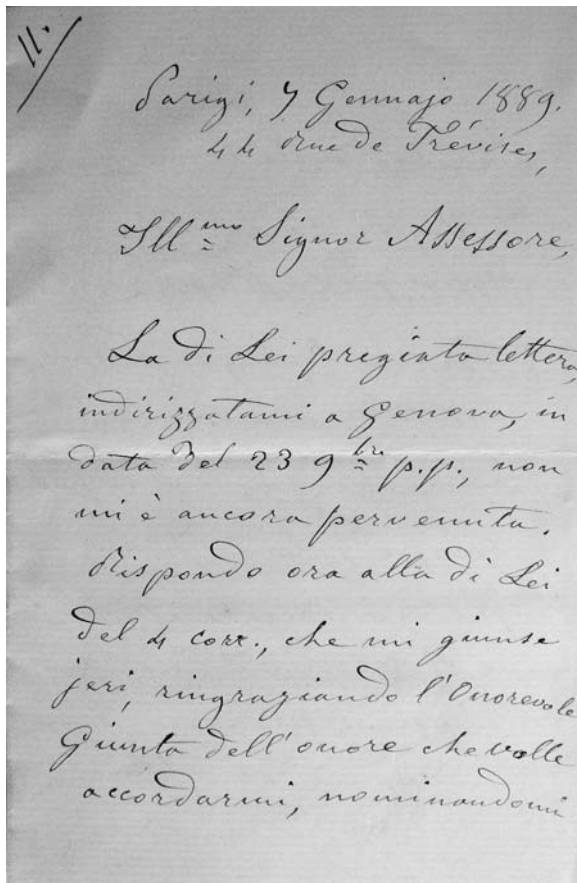 11.
Parigi, 7 Gennajo 1889.
44 Rue de Trévise,
Ill.mo Signor Assessore,
La di Lei pregiata lettera,
indirizzatami a Genova, in
data del 23 9bre p.p., non
mi è ancora pervenuta.
Rispondo ora alla di Lei
del 4 corr., che mi giunse
jeri, ringraziando l'Onorevole
Giunta dell'onore che volle
accordarmi, nominandomi